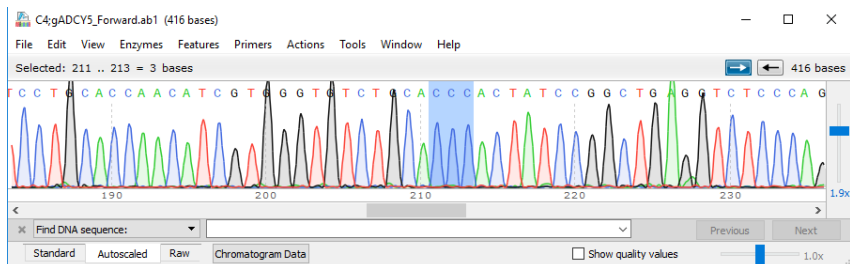 C4;gADCY5_Forward.ab1 (416 bases)
File Edit View Enzymes Features Primers Actions Tools Window Help
Selected: 211 .. 213 = 3 bases 416 bases
T C C T G C A C C A A C A T C G T G G G T G T C T G C A C C C A C T A T C C G G C T G A G G T C T C C C A G
190 200 210 220 230 1.9x
Find DNA sequence: Previous Next
Standard Autoscaled Raw Chromatogram Data Show quality values 1.0x